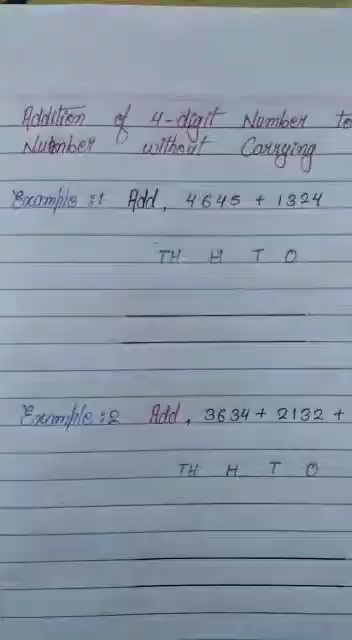 Addition of 4-digit Number to
Number without Carrying
Example :1 Add, 4645 + 1324
TH H T O
Example :2 Add, 3634 + 2132 +
TH H T O